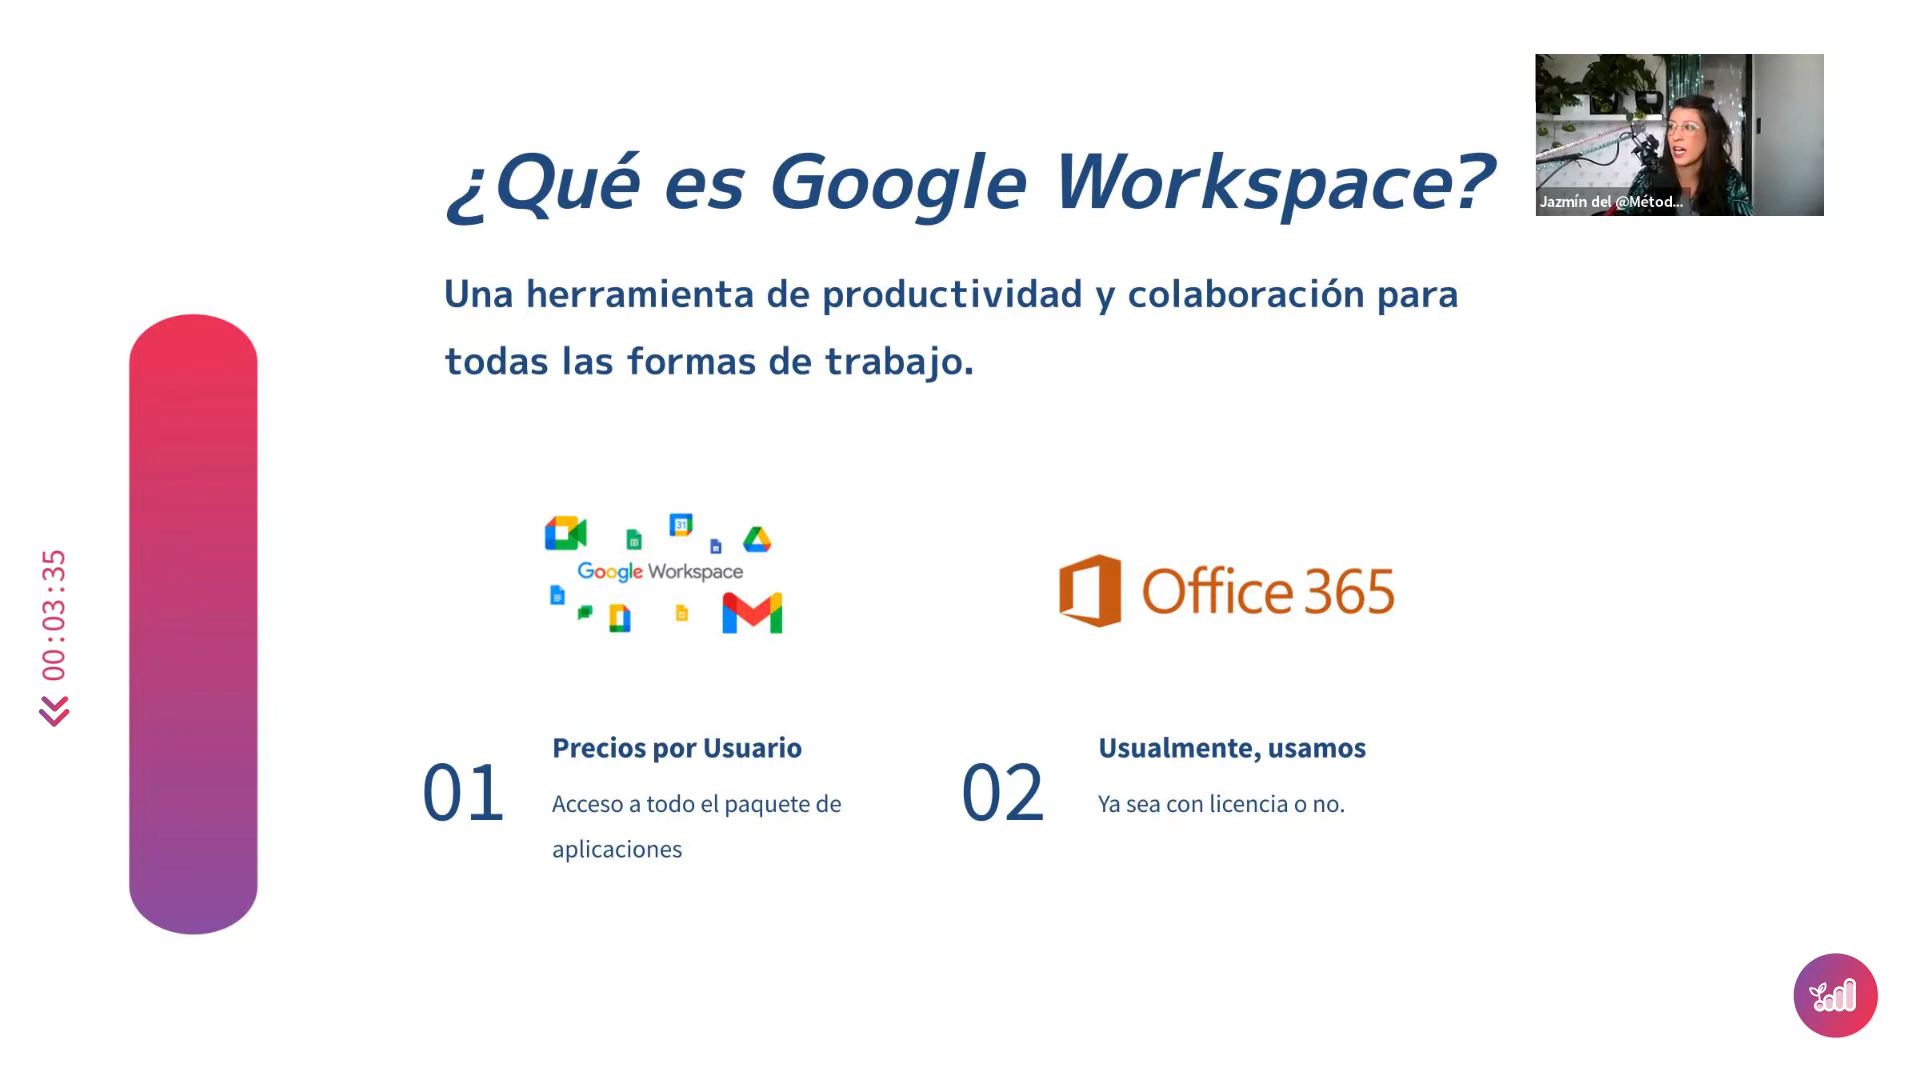 ¿Qué es Google Workspace?
Jazmín del @Métod...
Una herramienta de productividad y colaboración para
todas las formas de trabajo.
00:03:35
31
Google Workspace
Office 365
01
Precios por Usuario
Acceso a todo el paquete de
aplicaciones
02
Usualmente, usamos
Ya sea con licencia o no.